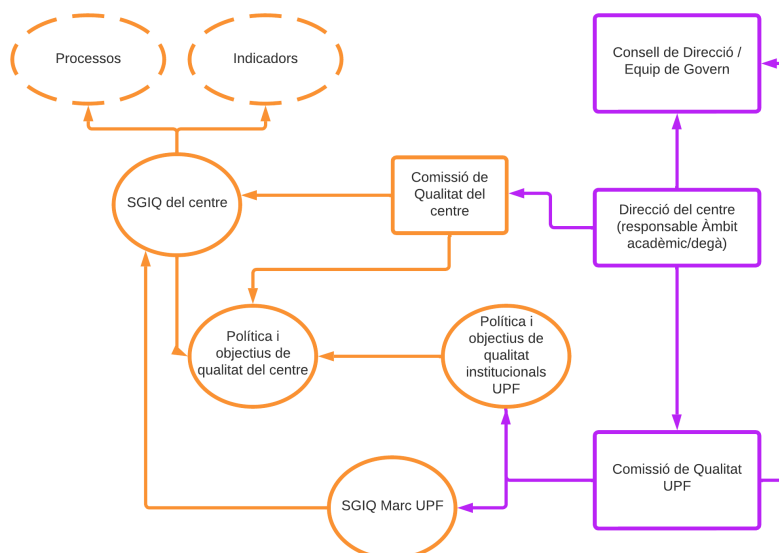 Processos
Indicadors
Consell de Direcció /
Equip de Govern
SGIQ del centre
Comissió de
Qualitat del
centre
Direcció del centre
(responsable Àmbit
acadèmic/degà)
Política i
objectius de
qualitat del centre
Política i
objectius de
qualitat
institucionals
UPF
SGIQ Marc UPF
Comissió de Qualitat
UPF